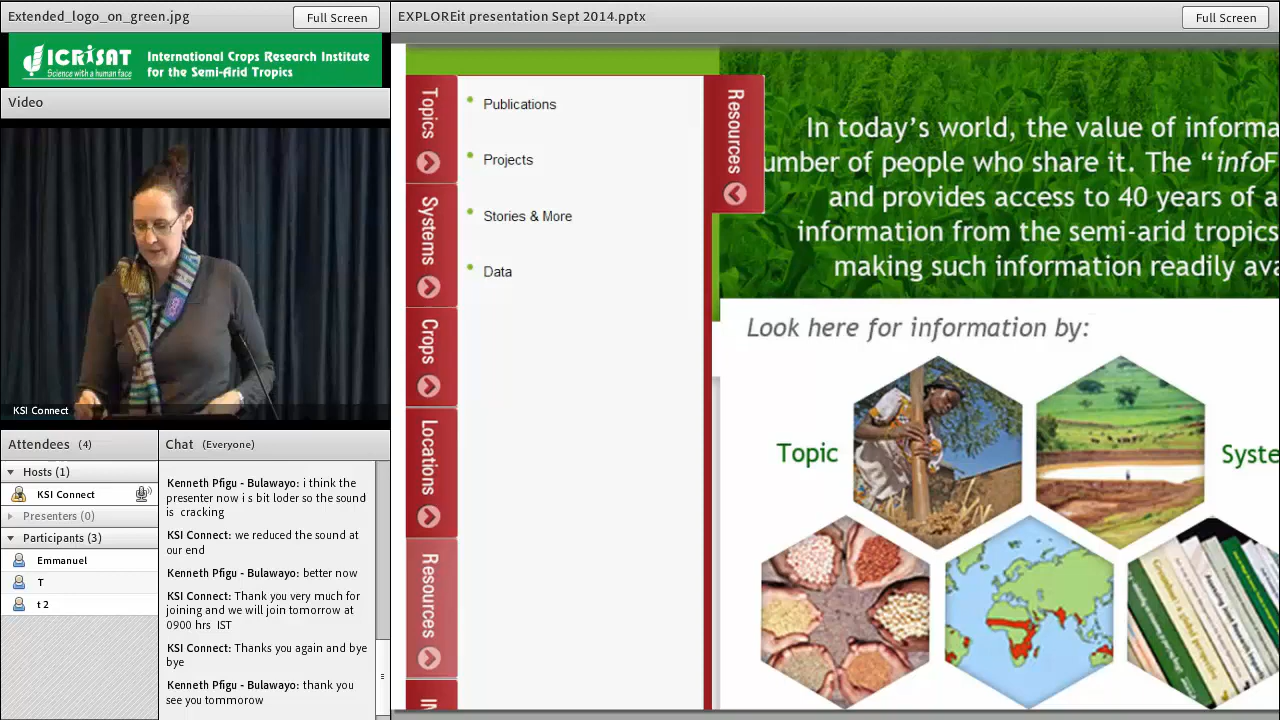 Extended_logo_on_green.jpg
Full Screen
ICRISAT
Science with a human face
International Crops Research Institute
for the Semi-Arid Tropics
Video
KSI Connect
Attendees (4)
Hosts (1)
KSI Connect
Presenters (0)
Participants (3)
Emmanuel
T
t 2
Chat (Everyone)
Kenneth Pfigu - Bulawayo: i think the
presenter now i s bit loder so the sound
is cracking
KSI Connect: we reduced the sound at
our end
Kenneth Pfigu - Bulawayo: better now
KSI Connect: Thank you very much for
joining and we will join tomorrow at
0900 hrs IST
KSI Connect: Thanks you again and bye
bye
Kenneth Pfigu - Bulawayo: thank you
see you tommorow
EXPLOREit presentation Sept 2014.pptx
Full Screen
Topics
Systems
Crops
Locations
Resources
Publications
Projects
Stories & More
Data
Resources
In today's world, the value of informa
umber of people who share it. The "infoF
and provides access to 40 years of a
information from the semi-arid tropics
making such information readily ava
Look here for information by:
Topic
Syste